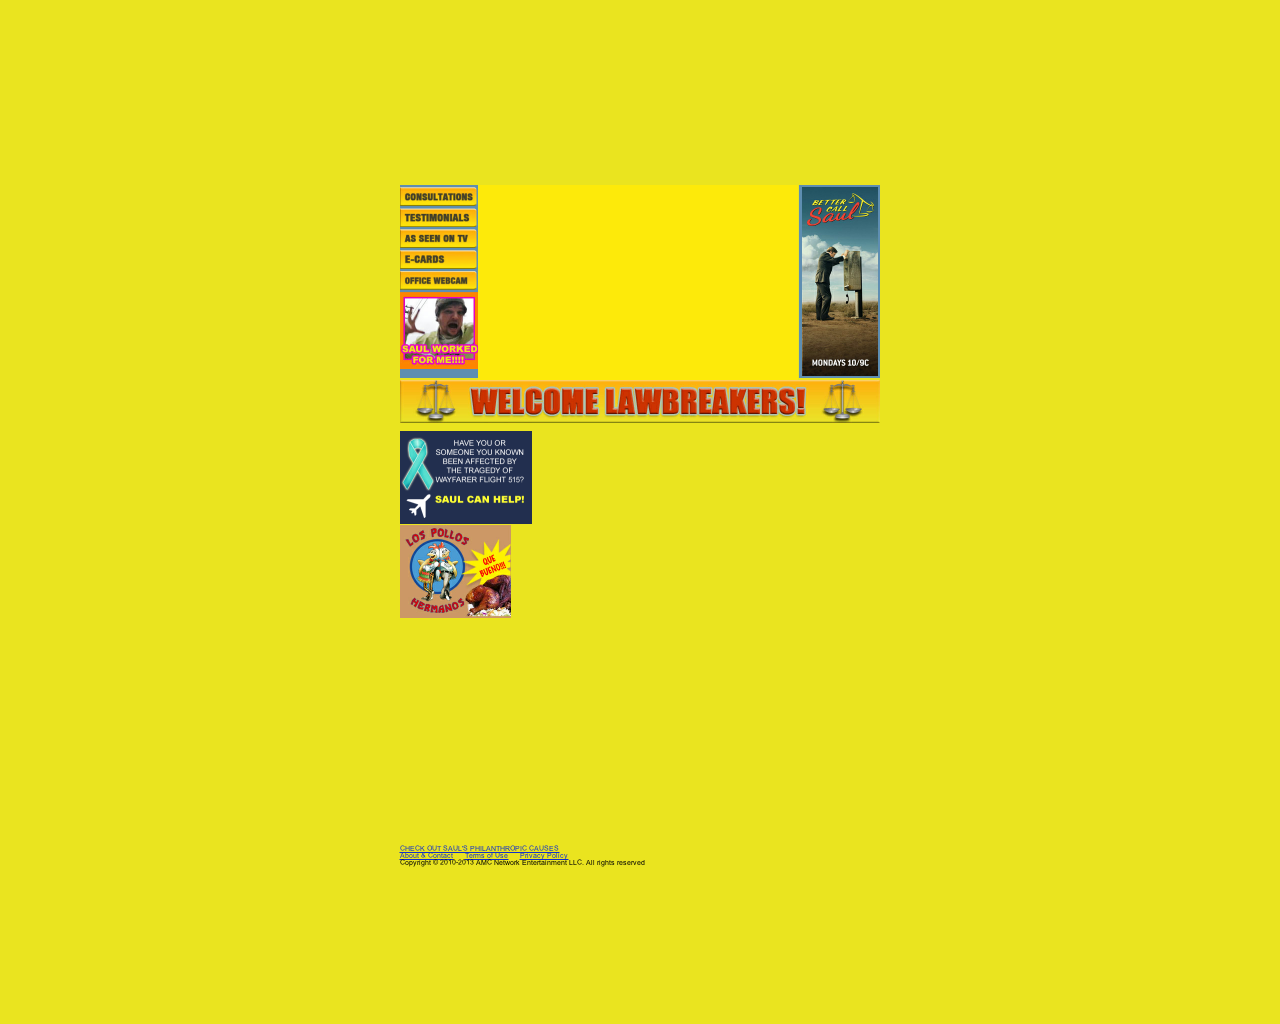 CONSULTATIONS
TESTIMONIALS
AS SEEN ON TV
E-CARDS
OFFICE WEBCAM
SAUL WORKED
FOR ME!!!!
BETTER
CALL
Saul
MONDAYS 10/9C
WELCOME LAWBREAKERS!
HAVE YOU OR
SOMEONE YOU KNOWN
BEEN AFFECTED BY
THE TRAGEDY OF
WAYFARER FLIGHT 515?
SAUL CAN HELP!
LOS POLLOS
HERMANOS
QUE
BUENO!!!
CHECK OUT SAUL'S PHILANTHROPIC CAUSES
About & Contact Terms of Use Privacy Policy
Copyright © 2010-2013 AMC Network Entertainment LLC. All rights reserved